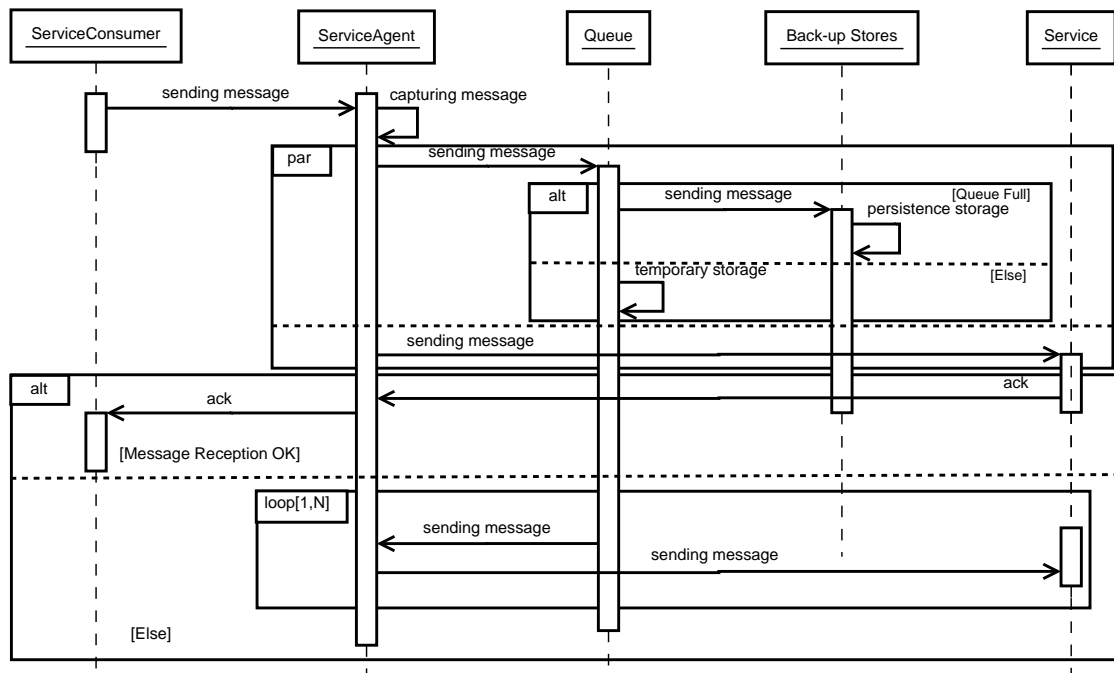 ServiceConsumer
ServiceAgent
Queue
Back-up Stores
Service
sending message
capturing message
par
sending message
alt
sending message
[Queue Full]
persistence storage
temporary storage
[Else]
sending message
alt
ack
ack
[Message Reception OK]
loop[1,N]
sending message
sending message
[Else]